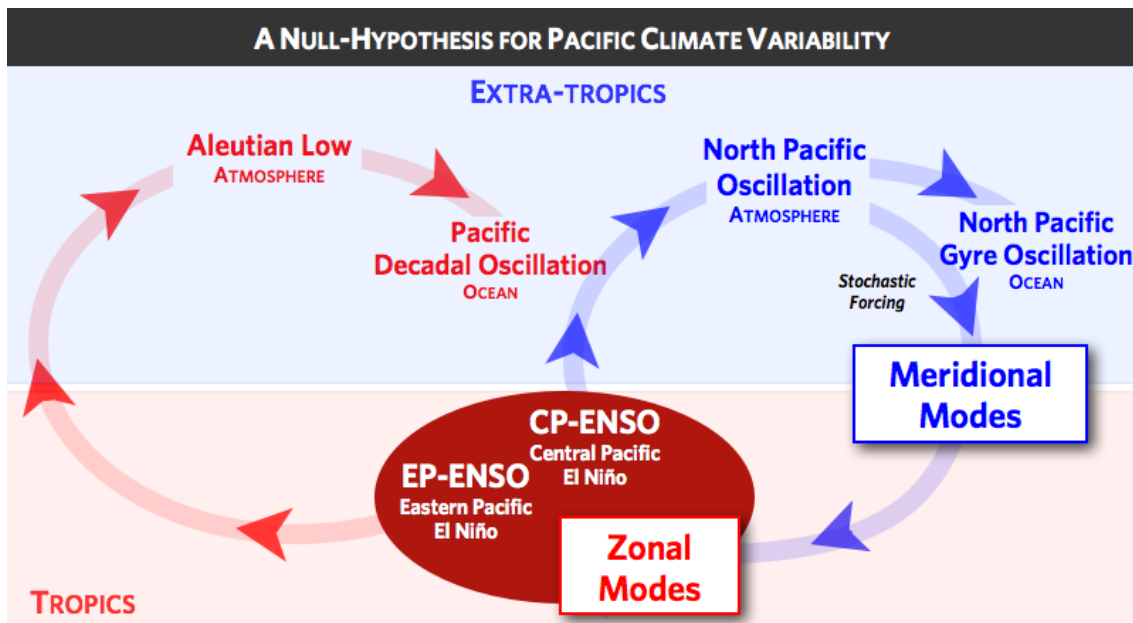 A NULL-HYPOTHESIS FOR PACIFIC CLIMATE VARIABILITY
EXTRA-TROPICS
Aleutian Low
ATMOSPHERE
Pacific
Decadal Oscillation
OCEAN
North Pacific
Oscillation
ATMOSPHERE
North Pacific
Gyre Oscillation
OCEAN
Stochastic
Forcing
Meridional
Modes
CP-ENSO
Central Pacific
El Niño
EP-ENSO
Eastern Pacific
El Niño
Zonal
Modes
TROPICS